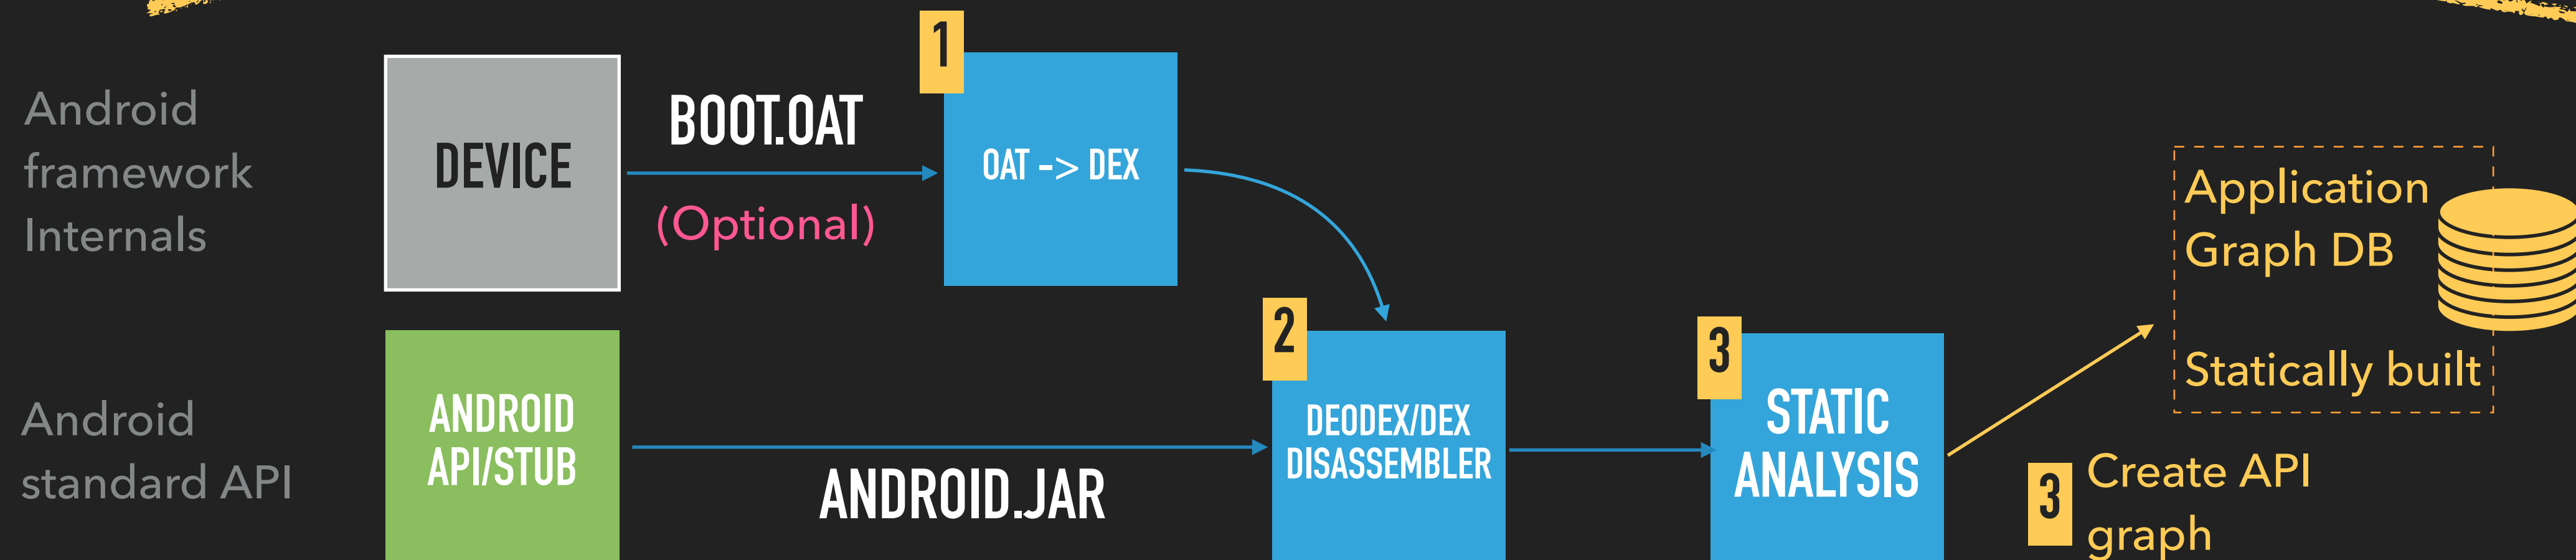 Android
framework
Internals
DEVICE
BOOT.OAT
(Optional)
1
OAT -> DEX
Application
Graph DB
Statically built
Android
standard API
ANDROID
API/STUB
ANDROID.JAR
2
DEODEX/DEX
DISASSEMBLER
3
STATIC
ANALYSIS
3
Create API
graph